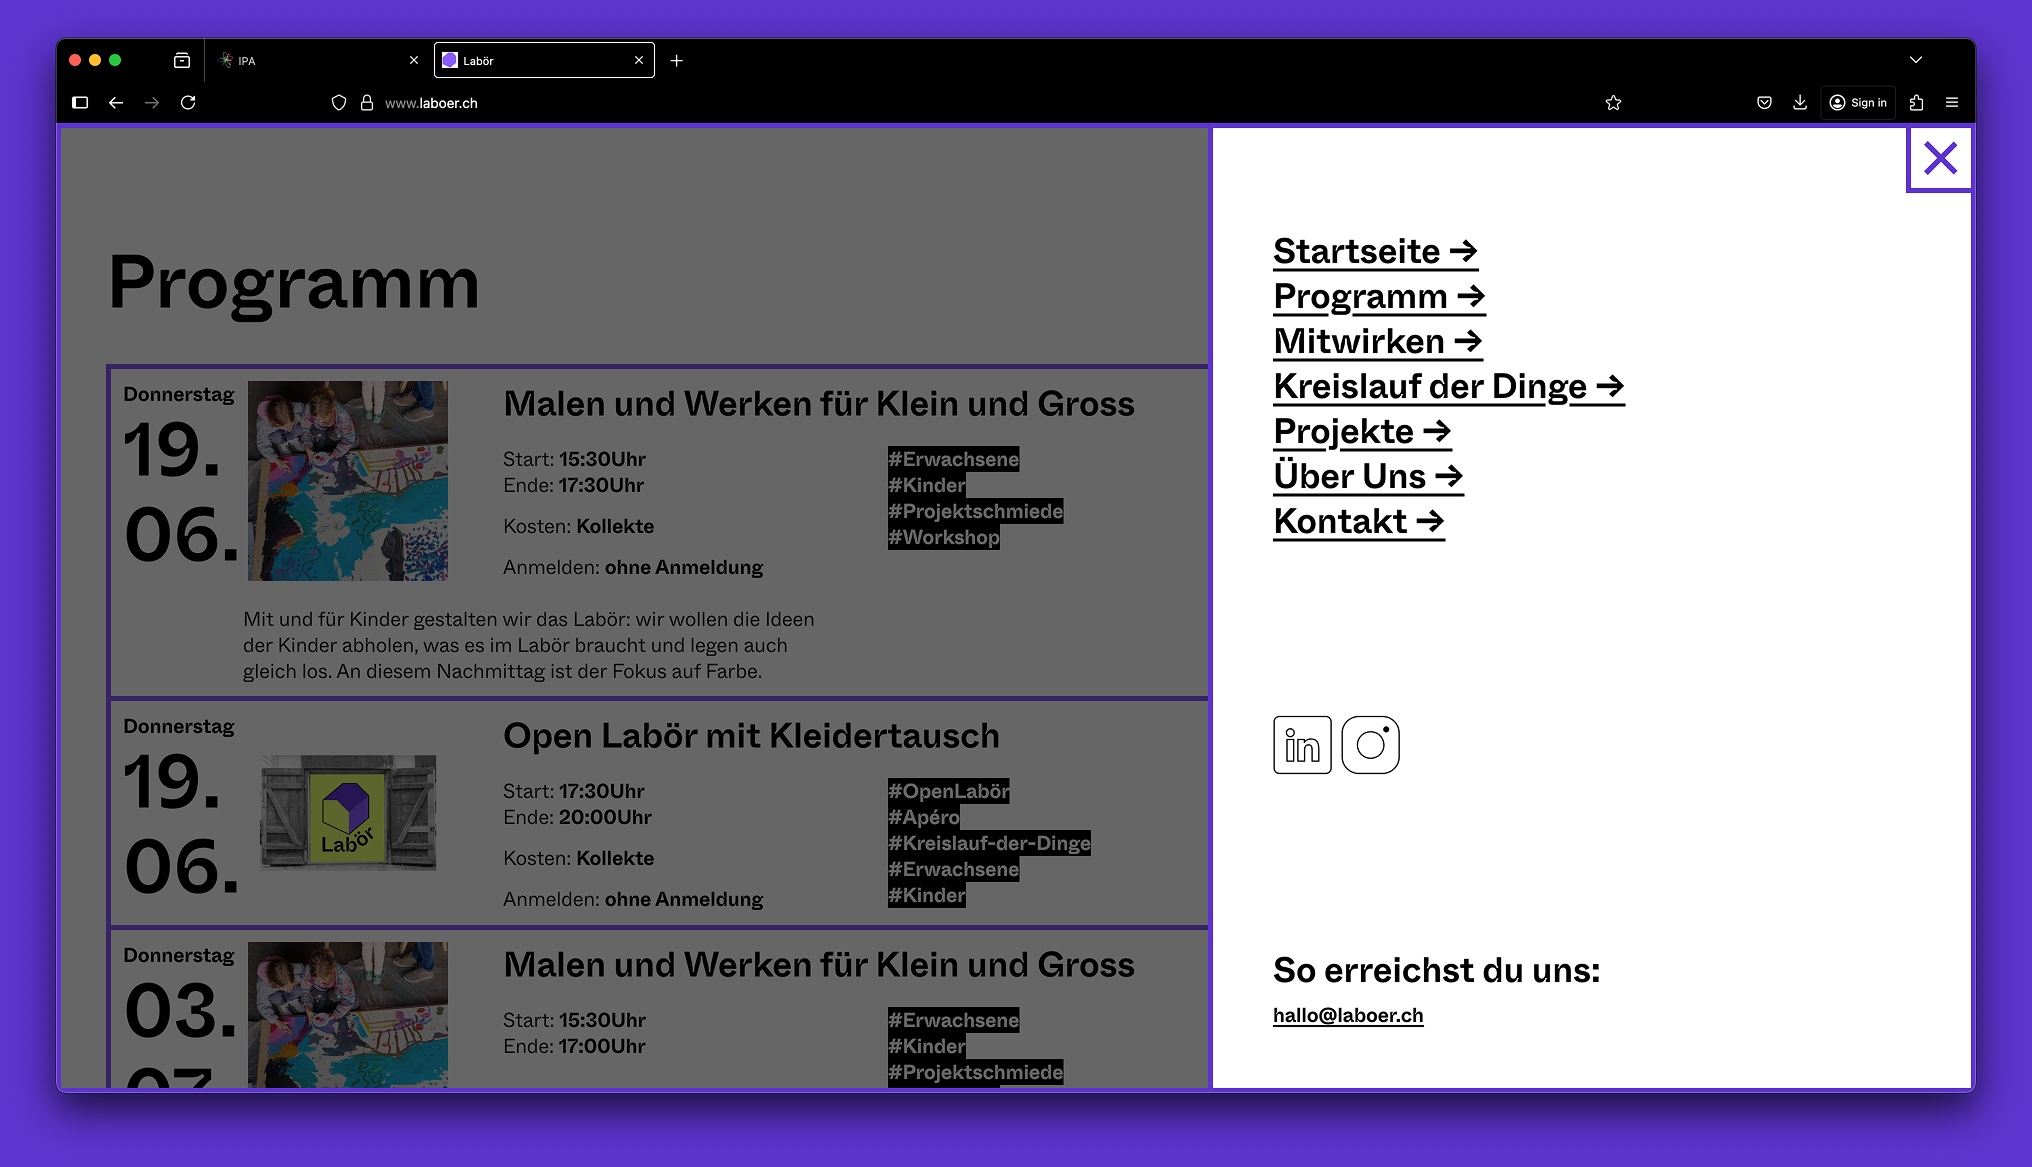 IPA
Labör
www.laboer.ch
Sign in
Programm
Donnerstag
19.
06.
Malen und Werken für Klein und Gross
Start: 15:30Uhr
Ende: 17:30Uhr
Kosten: Kollekte
Anmelden: ohne Anmeldung
#Erwachsene
#Kinder
#Projektschmiede
#Workshop
Mit und für Kinder gestalten wir das Labör: wir wollen die Ideen
der Kinder abholen, was es im Labör braucht und legen auch
gleich los. An diesem Nachmittag ist der Fokus auf Farbe.
Donnerstag
19.
06.
Labör
Open Labör mit Kleidertausch
Start: 17:30Uhr
Ende: 20:00Uhr
Kosten: Kollekte
Anmelden: ohne Anmeldung
#OpenLabör
#Apéro
#Kreislauf-der-Dinge
#Erwachsene
#Kinder
Donnerstag
03.
07.
Malen und Werken für Klein und Gross
Start: 15:30Uhr
Ende: 17:00Uhr
#Erwachsene
#Kinder
#Projektschmiede
Startseite →
Programm →
Mitwirken →
Kreislauf der Dinge →
Projekte →
Über Uns →
Kontakt →
in
So erreichst du uns:
hallo@laboer.ch